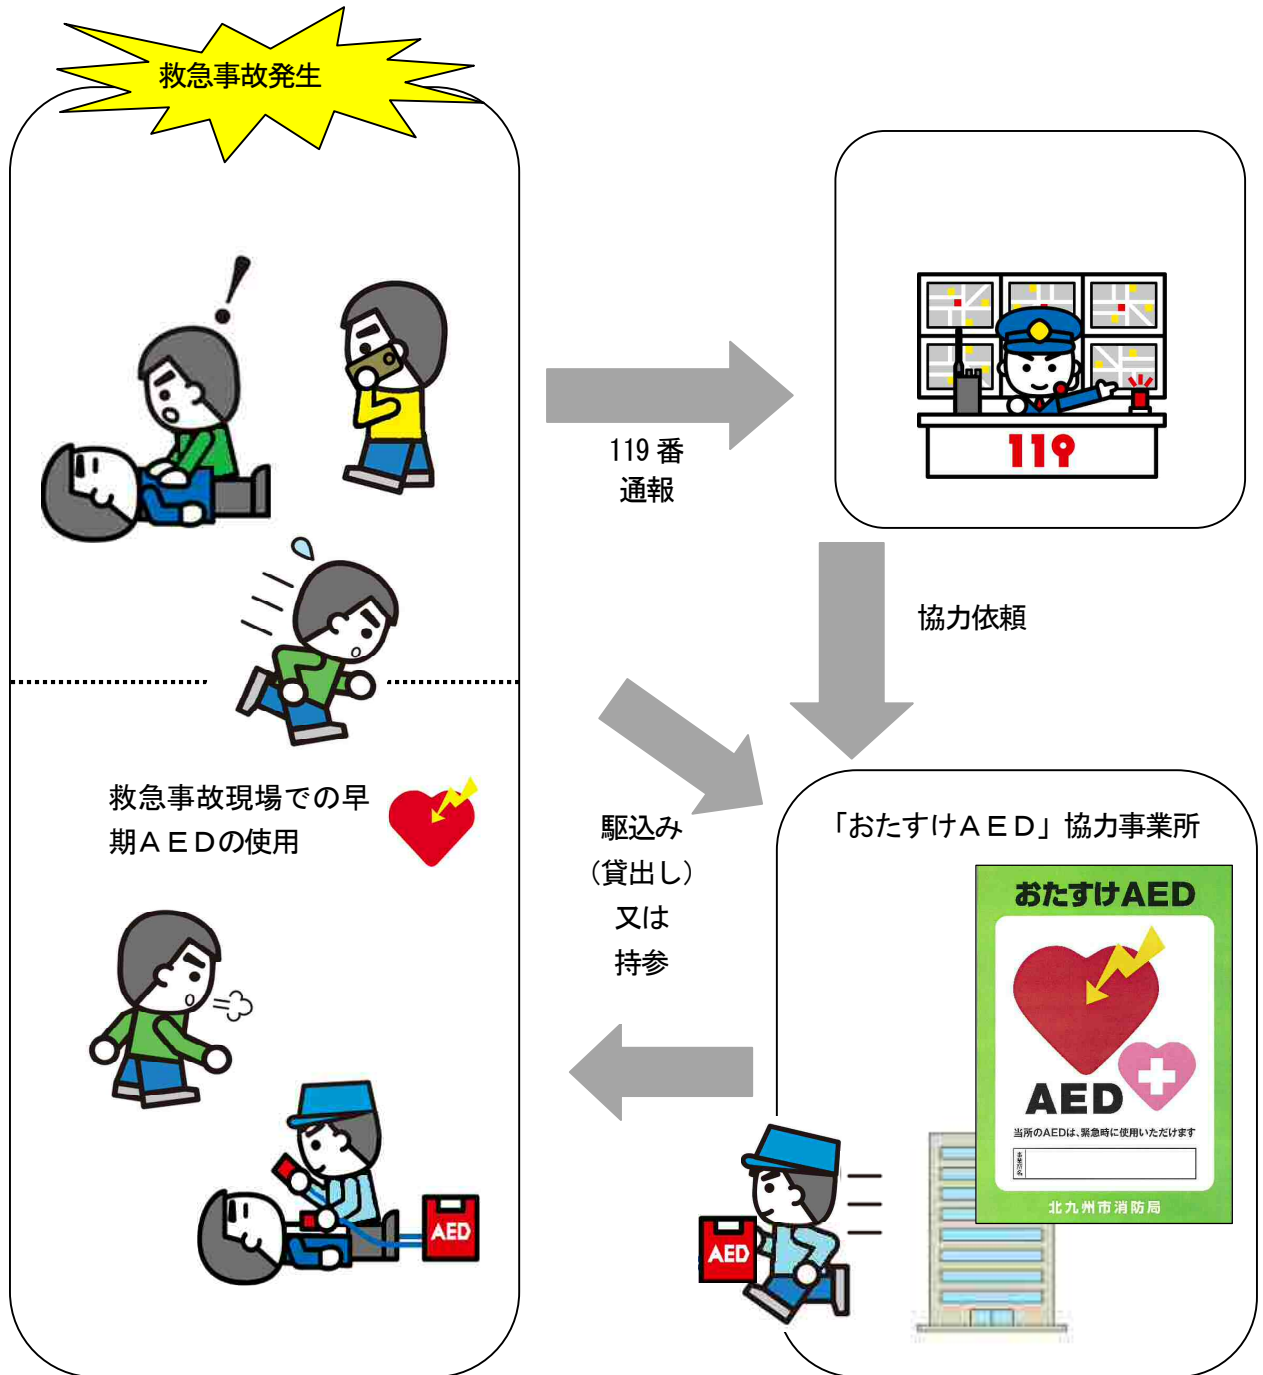 救急事故発生
119
119 番
通報
協力依頼
救急事故現場での早
期ＡＥＤの使用
駆込み
（貸出し）
又は
持参
「おたすけＡＥＤ」協力事業所
おたすけAED
AED
当所のAEDは、緊急時に使用いただけます
事業所名
北九州市消防局
AED
AED